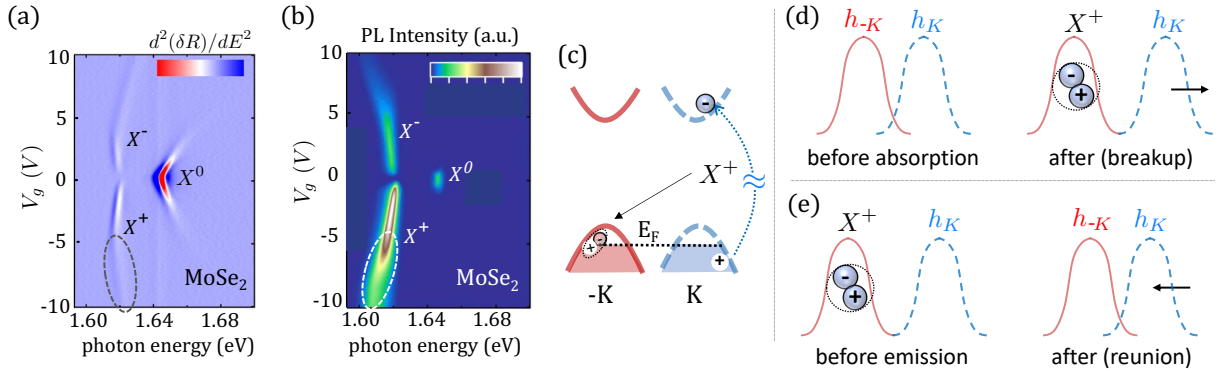 (a)
d²(δR)/dE²
10
5
0
-5
-10
V_g (V)
X⁻
X⁰
X⁺
MoSe₂
1.60 1.64 1.68
photon energy (eV)
(b)
PL Intensity (a.u.)
10
5
0
-5
-10
V_g (V)
X⁻
X⁰
X⁺
MoSe₂
1.60 1.64 1.68
photon energy (eV)
(c)
-
≈
X⁺
E_F
+ -
+
-K K
(d)
h_-K h_K
X⁺ h_K
-
+
before absorption
after (breakup)
(e)
X⁺ h_K
h_-K h_K
-
+
before emission
after (reunion)